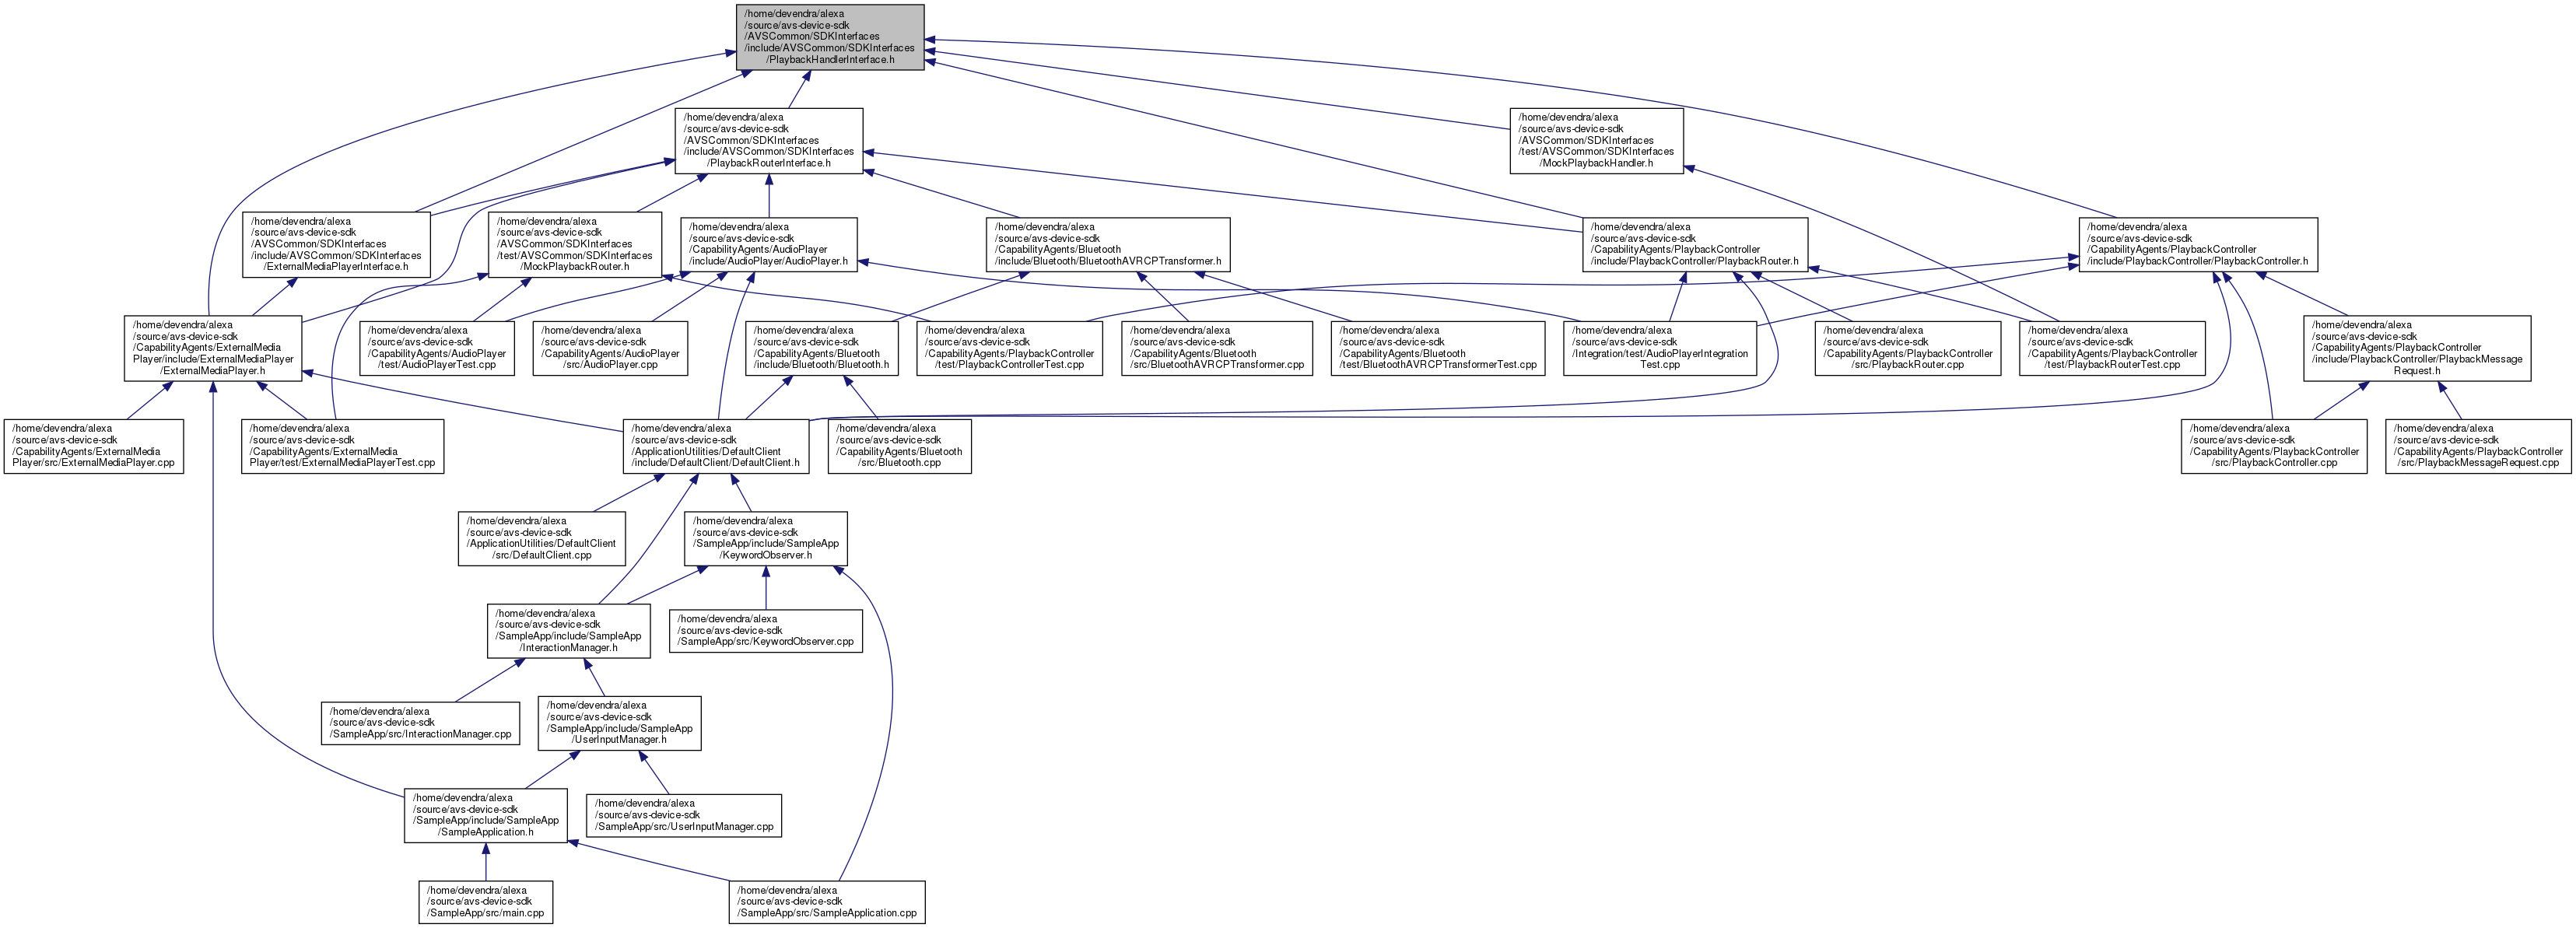 /home/devendra/alexa
/source/avs-device-sdk
/AVSCommon/SDKInterfaces
/include/AVSCommon/SDKInterfaces
/PlaybackHandlerInterface.h
/home/devendra/alexa
/source/avs-device-sdk
/AVSCommon/SDKInterfaces
/include/AVSCommon/SDKInterfaces
/PlaybackRouterInterface.h
/home/devendra/alexa
/source/avs-device-sdk
/AVSCommon/SDKInterfaces
/test/AVSCommon/SDKInterfaces
/MockPlaybackHandler.h
/home/devendra/alexa
/source/avs-device-sdk
/AVSCommon/SDKInterfaces
/include/AVSCommon/SDKInterfaces
/ExternalMediaPlayerInterface.h
/home/devendra/alexa
/source/avs-device-sdk
/AVSCommon/SDKInterfaces
/test/AVSCommon/SDKInterfaces
/MockPlaybackRouter.h
/home/devendra/alexa
/source/avs-device-sdk
/CapabilityAgents/AudioPlayer
/include/AudioPlayer/AudioPlayer.h
/home/devendra/alexa
/source/avs-device-sdk
/CapabilityAgents/Bluetooth
/include/Bluetooth/BluetoothAVRCPTransformer.h
/home/devendra/alexa
/source/avs-device-sdk
/CapabilityAgents/PlaybackController
/include/PlaybackController/PlaybackRouter.h
/home/devendra/alexa
/source/avs-device-sdk
/CapabilityAgents/PlaybackController
/include/PlaybackController/PlaybackController.h
/home/devendra/alexa
/source/avs-device-sdk
/CapabilityAgents/ExternalMedia
Player/include/ExternalMediaPlayer
/ExternalMediaPlayer.h
/home/devendra/alexa
/source/avs-device-sdk
/CapabilityAgents/AudioPlayer
/test/AudioPlayerTest.cpp
/home/devendra/alexa
/source/avs-device-sdk
/CapabilityAgents/AudioPlayer
/src/AudioPlayer.cpp
/home/devendra/alexa
/source/avs-device-sdk
/CapabilityAgents/Bluetooth
/include/Bluetooth/Bluetooth.h
/home/devendra/alexa
/source/avs-device-sdk
/CapabilityAgents/PlaybackController
/test/PlaybackControllerTest.cpp
/home/devendra/alexa
/source/avs-device-sdk
/CapabilityAgents/Bluetooth
/src/BluetoothAVRCPTransformer.cpp
/home/devendra/alexa
/source/avs-device-sdk
/CapabilityAgents/Bluetooth
/test/BluetoothAVRCPTransformerTest.cpp
/home/devendra/alexa
/source/avs-device-sdk
/Integration/test/AudioPlayerIntegration
Test.cpp
/home/devendra/alexa
/source/avs-device-sdk
/CapabilityAgents/PlaybackController
/src/PlaybackRouter.cpp
/home/devendra/alexa
/source/avs-device-sdk
/CapabilityAgents/PlaybackController
/test/PlaybackRouterTest.cpp
/home/devendra/alexa
/source/avs-device-sdk
/CapabilityAgents/PlaybackController
/include/PlaybackController/PlaybackMessage
Request.h
/home/devendra/alexa
/source/avs-device-sdk
/CapabilityAgents/ExternalMedia
Player/src/ExternalMediaPlayer.cpp
/home/devendra/alexa
/source/avs-device-sdk
/CapabilityAgents/ExternalMedia
Player/test/ExternalMediaPlayerTest.cpp
/home/devendra/alexa
/source/avs-device-sdk
/ApplicationUtilities/DefaultClient
/include/DefaultClient/DefaultClient.h
/home/devendra/alexa
/source/avs-device-sdk
/CapabilityAgents/Bluetooth
/src/Bluetooth.cpp
/home/devendra/alexa
/source/avs-device-sdk
/CapabilityAgents/PlaybackController
/src/PlaybackController.cpp
/home/devendra/alexa
/source/avs-device-sdk
/CapabilityAgents/PlaybackController
/src/PlaybackMessageRequest.cpp
/home/devendra/alexa
/source/avs-device-sdk
/ApplicationUtilities/DefaultClient
/src/DefaultClient.cpp
/home/devendra/alexa
/source/avs-device-sdk
/SampleApp/include/SampleApp
/KeywordObserver.h
/home/devendra/alexa
/source/avs-device-sdk
/SampleApp/include/SampleApp
/InteractionManager.h
/home/devendra/alexa
/source/avs-device-sdk
/SampleApp/src/KeywordObserver.cpp
/home/devendra/alexa
/source/avs-device-sdk
/SampleApp/src/InteractionManager.cpp
/home/devendra/alexa
/source/avs-device-sdk
/SampleApp/include/SampleApp
/UserInputManager.h
/home/devendra/alexa
/source/avs-device-sdk
/SampleApp/include/SampleApp
/SampleApplication.h
/home/devendra/alexa
/source/avs-device-sdk
/SampleApp/src/UserInputManager.cpp
/home/devendra/alexa
/source/avs-device-sdk
/SampleApp/src/main.cpp
/home/devendra/alexa
/source/avs-device-sdk
/SampleApp/src/SampleApplication.cpp